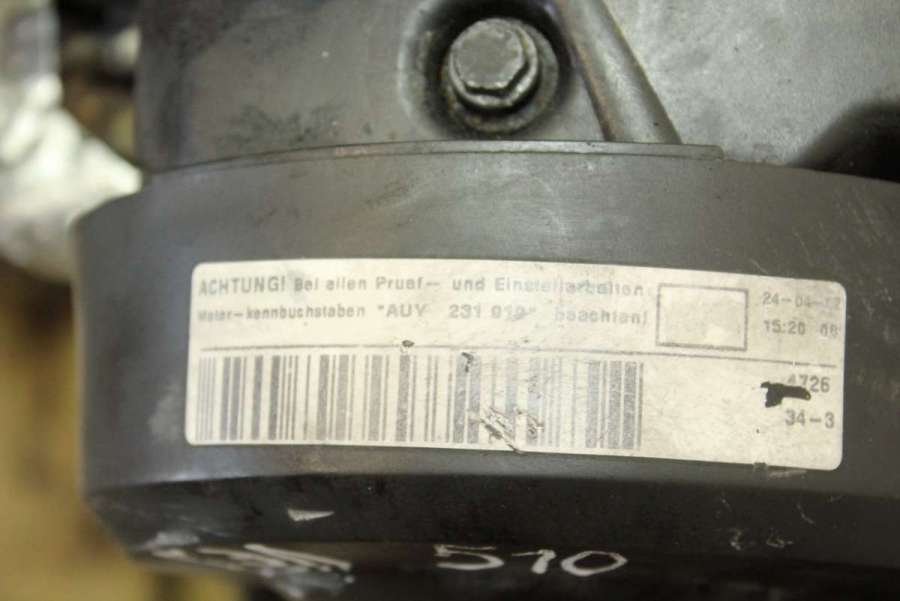 ACHTUNG! Bei allen Pruef- und Einstellarbeiten
Motor-kennbuchstaben "AUY 231 019" beachten!
24-04-
15:20
4726
34-3
510